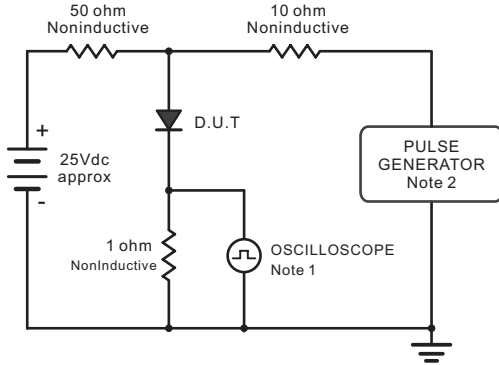 50 ohm
Noninductive
10 ohm
Noninductive
+
25Vdc
approx
-
D.U.T
PULSE
GENERATOR
Note 2
1 ohm
NonInductive
OSCILLOSCOPE
Note 1